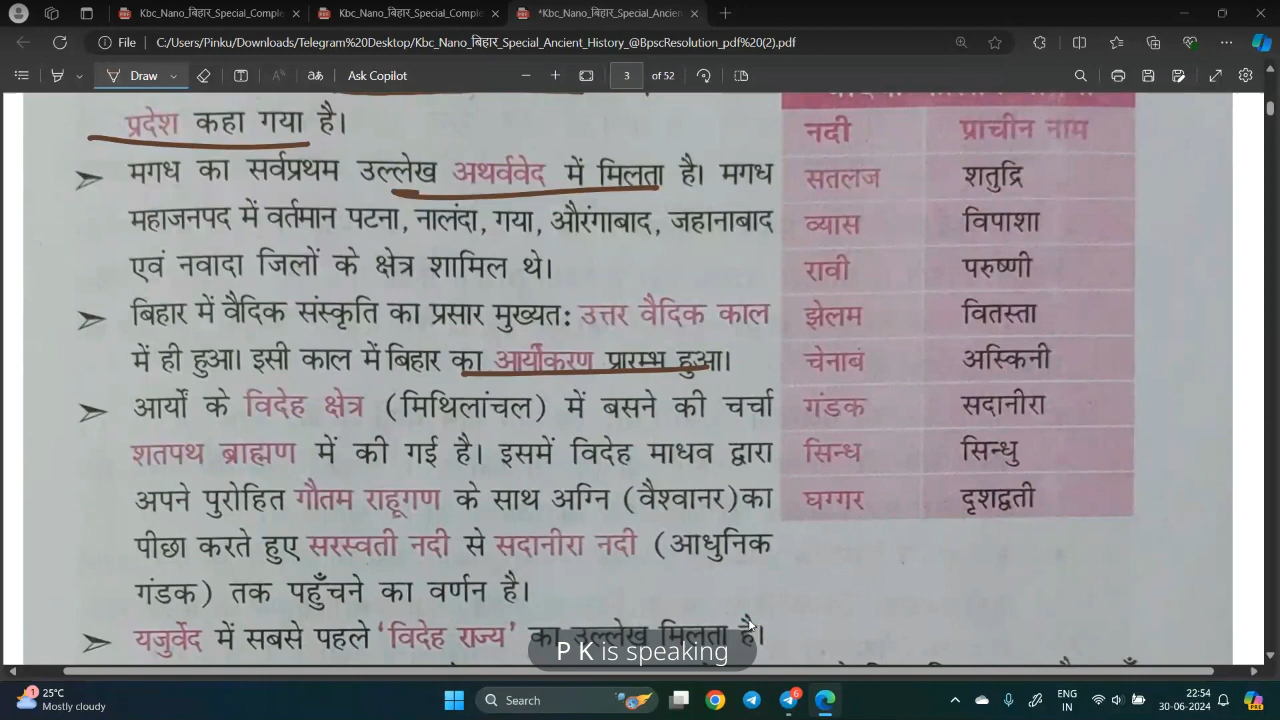 Kbc_Nano_बिहार_Special_Comple
Kbc_Nano_बिहार_Special_Comple
*Kbc_Nano_बिहार_Special_Ancien
File C:/Users/Pinku/Downloads/Telegram%20Desktop/Kbc_Nano_बिहार_Special_Ancient_History_@BpscResolution_pdf%20(2).pdf
Draw Ask Copilot 3 of 52
प्रदेश कहा गया है।
मगध का सर्वप्रथम उल्लेख अथर्ववेद में मिलता है। मगध
महाजनपद में वर्तमान पटना, नालंदा, गया, औरंगाबाद, जहानाबाद
एवं नवादा जिलों के क्षेत्र शामिल थे।
बिहार में वैदिक संस्कृति का प्रसार मुख्यत: उत्तर वैदिक काल
में ही हुआ। इसी काल में बिहार का आर्यीकरण प्रारम्भ हुआ।
आर्यों के विदेह क्षेत्र (मिथिलांचल) में बसने की चर्चा
शतपथ ब्राह्मण में की गई है। इसमें विदेह माधव द्वारा
अपने पुरोहित गौतम राहूगण के साथ अग्नि (वैश्वानर)का
पीछा करते हुए सरस्वती नदी से सदानीरा नदी (आधुनिक
गंडक) तक पहुँचने का वर्णन है।
यजुर्वेद में सबसे पहले 'विदेह राज्य' का उल्लेख मिलता है।
नदी प्राचीन नाम
सतलज शतुद्रि
व्यास विपाशा
रावी परुष्णी
झेलम वितस्ता
चेनाबं अस्किनी
गंडक सदानीरा
सिन्ध सिन्धु
घग्गर दृशद्वती
P K is speaking
1
25°C
Mostly cloudy
Search
6
ENG
IN
22:54
30-06-2024